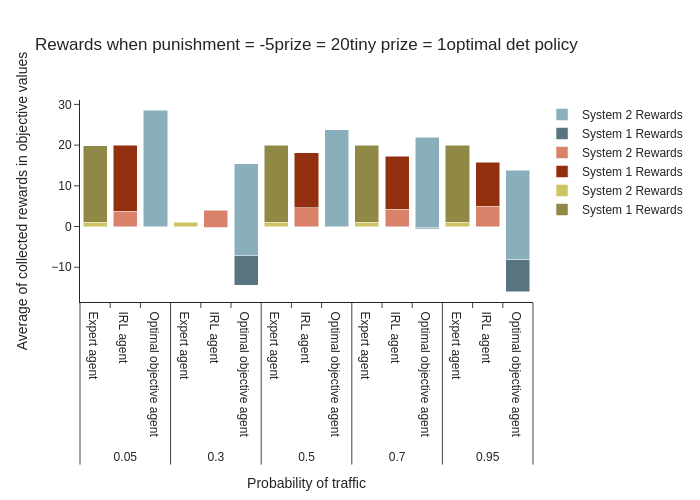 Rewards when punishment = -5prize = 20tiny prize = 1optimal det policy
Average of collected rewards in objective values
30
20
10
0
−10
System 2 Rewards
System 1 Rewards
System 2 Rewards
System 1 Rewards
System 2 Rewards
System 1 Rewards
Expert agent
IRL agent
Optimal objective agent
Expert agent
IRL agent
Optimal objective agent
Expert agent
IRL agent
Optimal objective agent
Expert agent
IRL agent
Optimal objective agent
Expert agent
IRL agent
Optimal objective agent
0.05
0.3
0.5
0.7
0.95
Probability of traffic